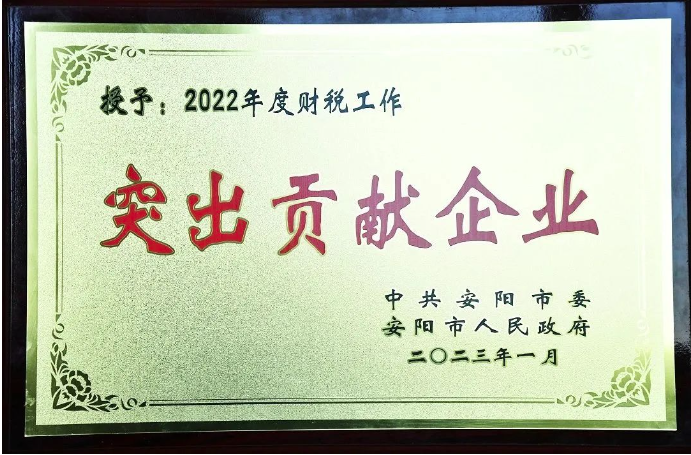 授予：2022年度财税工作
突出贡献企业
中共安阳市委
安阳市人民政府
二〇二三年一月